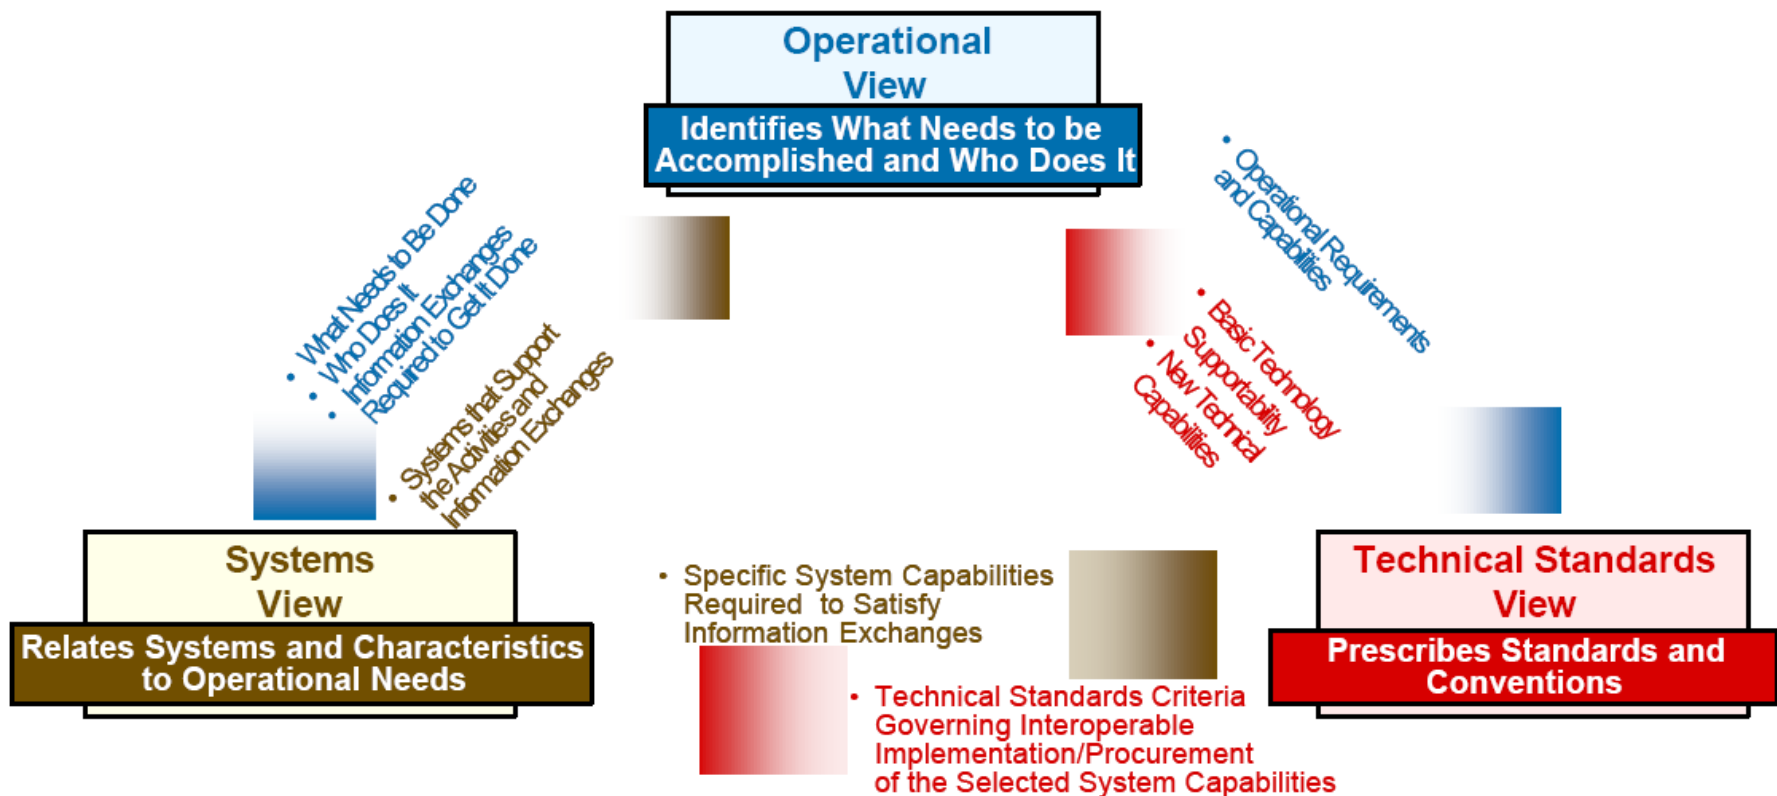 Operational
View
Identifies What Needs to be
Accomplished and Who Does It
• What Needs to Be Done
• Who Does It
• Information Exchanges
Required to Get It Done
• Systems that Support
the Activities and
Information Exchanges
• Operational Requirements
and Capabilities
• Basic Technology
Supportability
• New Technical
Capabilities
Systems
View
Relates Systems and Characteristics
to Operational Needs
• Specific System Capabilities
Required to Satisfy
Information Exchanges
• Technical Standards Criteria
Governing Interoperable
Implementation/Procurement
of the Selected System Capabilities
Technical Standards
View
Prescribes Standards and
Conventions